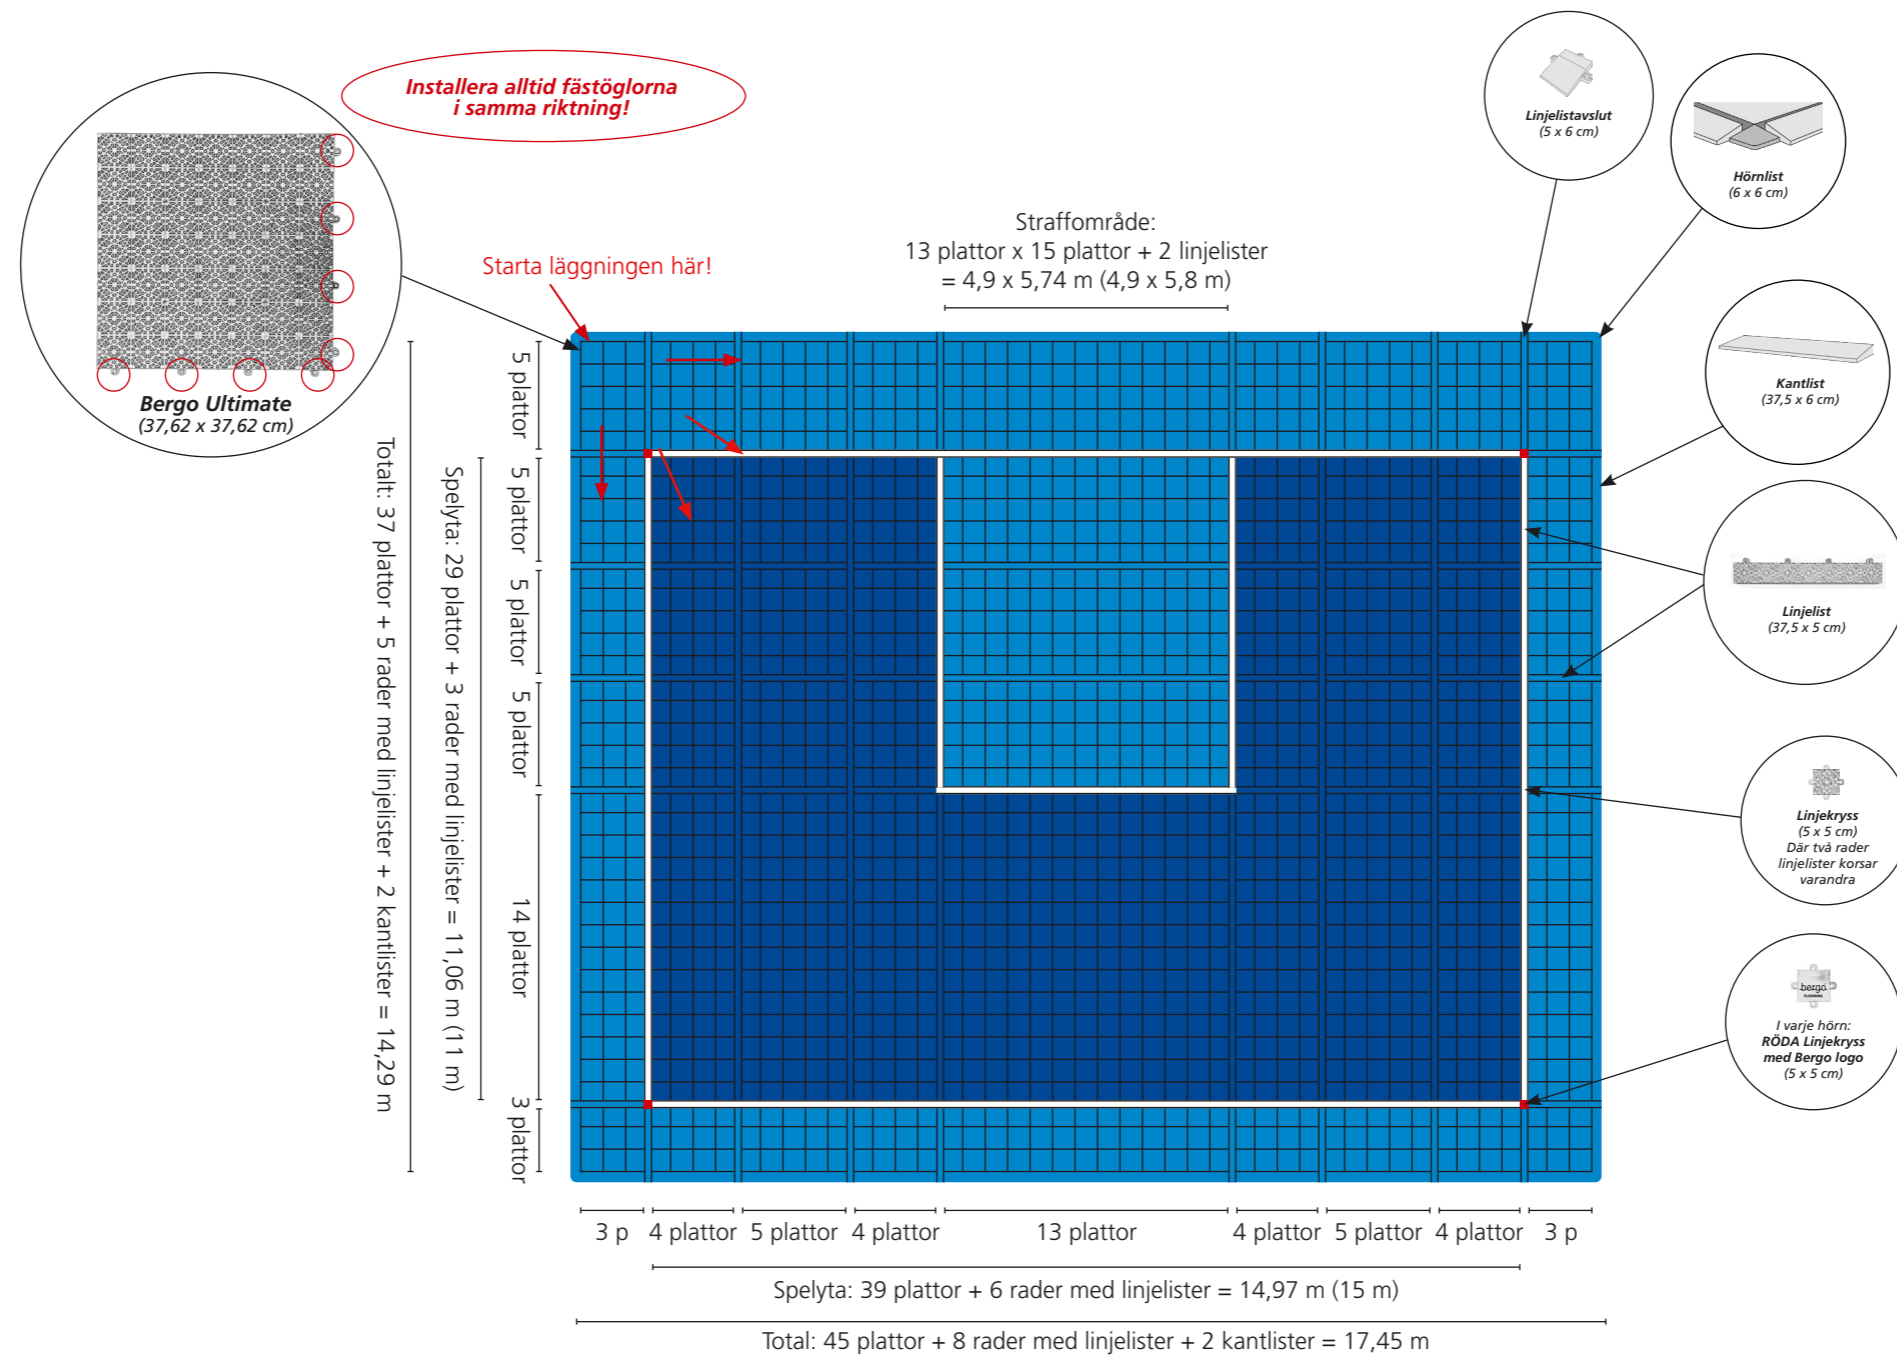 Installera alltid fästöglorna
i samma riktning!
Bergo Ultimate
(37,62 x 37,62 cm)
Starta läggningen här!
Straffområde:
13 plattor x 15 plattor + 2 linjelister
= 4,9 x 5,74 m (4,9 x 5,8 m)
Linjelistavslut
(5 x 6 cm)
Hörnlist
(6 x 6 cm)
Kantlist
(37,5 x 6 cm)
Linjelist
(37,5 x 5 cm)
Linjekryss
(5 x 5 cm)
Där två rader
linjelister korsar
varandra
bergo
FLOORING
I varje hörn:
RÖDA Linjekryss
med Bergo logo
(5 x 5 cm)
Totalt: 37 plattor + 5 rader med linjelister + 2 kantlister = 14,29 m
Spelyta: 29 plattor + 3 rader med linjelister = 11,06 m (11 m)
5 plattor
5 plattor
5 plattor
5 plattor
14 plattor
3 plattor
3 p
4 plattor
5 plattor
4 plattor
13 plattor
4 plattor
5 plattor
4 plattor
3 p
Spelyta: 39 plattor + 6 rader med linjelister = 14,97 m (15 m)
Total: 45 plattor + 8 rader med linjelister + 2 kantlister = 17,45 m